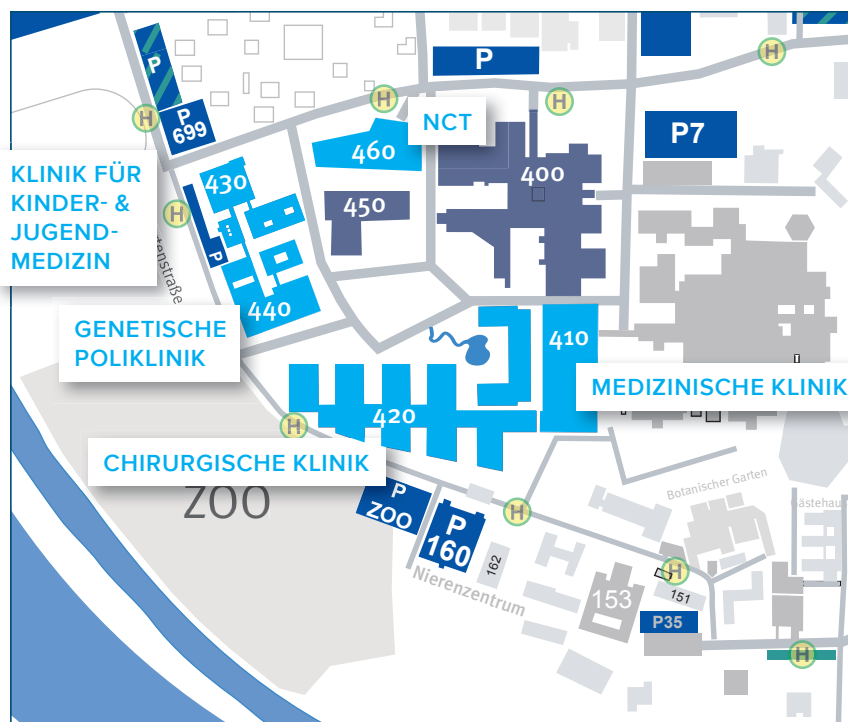 H
P
H
P
H
P
699
NCT
P7
460
400
KLINIK FÜR
KINDER- &
JUGEND-
MEDIZIN
430
450
H
P
440
GENETISCHE
POLIKLINIK
410
MEDIZINISCHE KLINIK
420
H
CHIRURGISCHE KLINIK
ZOO
P
ZOO
P
160
H
Botanischer Garten
162
Nierenzentrum
H
151
153
P35
H
H